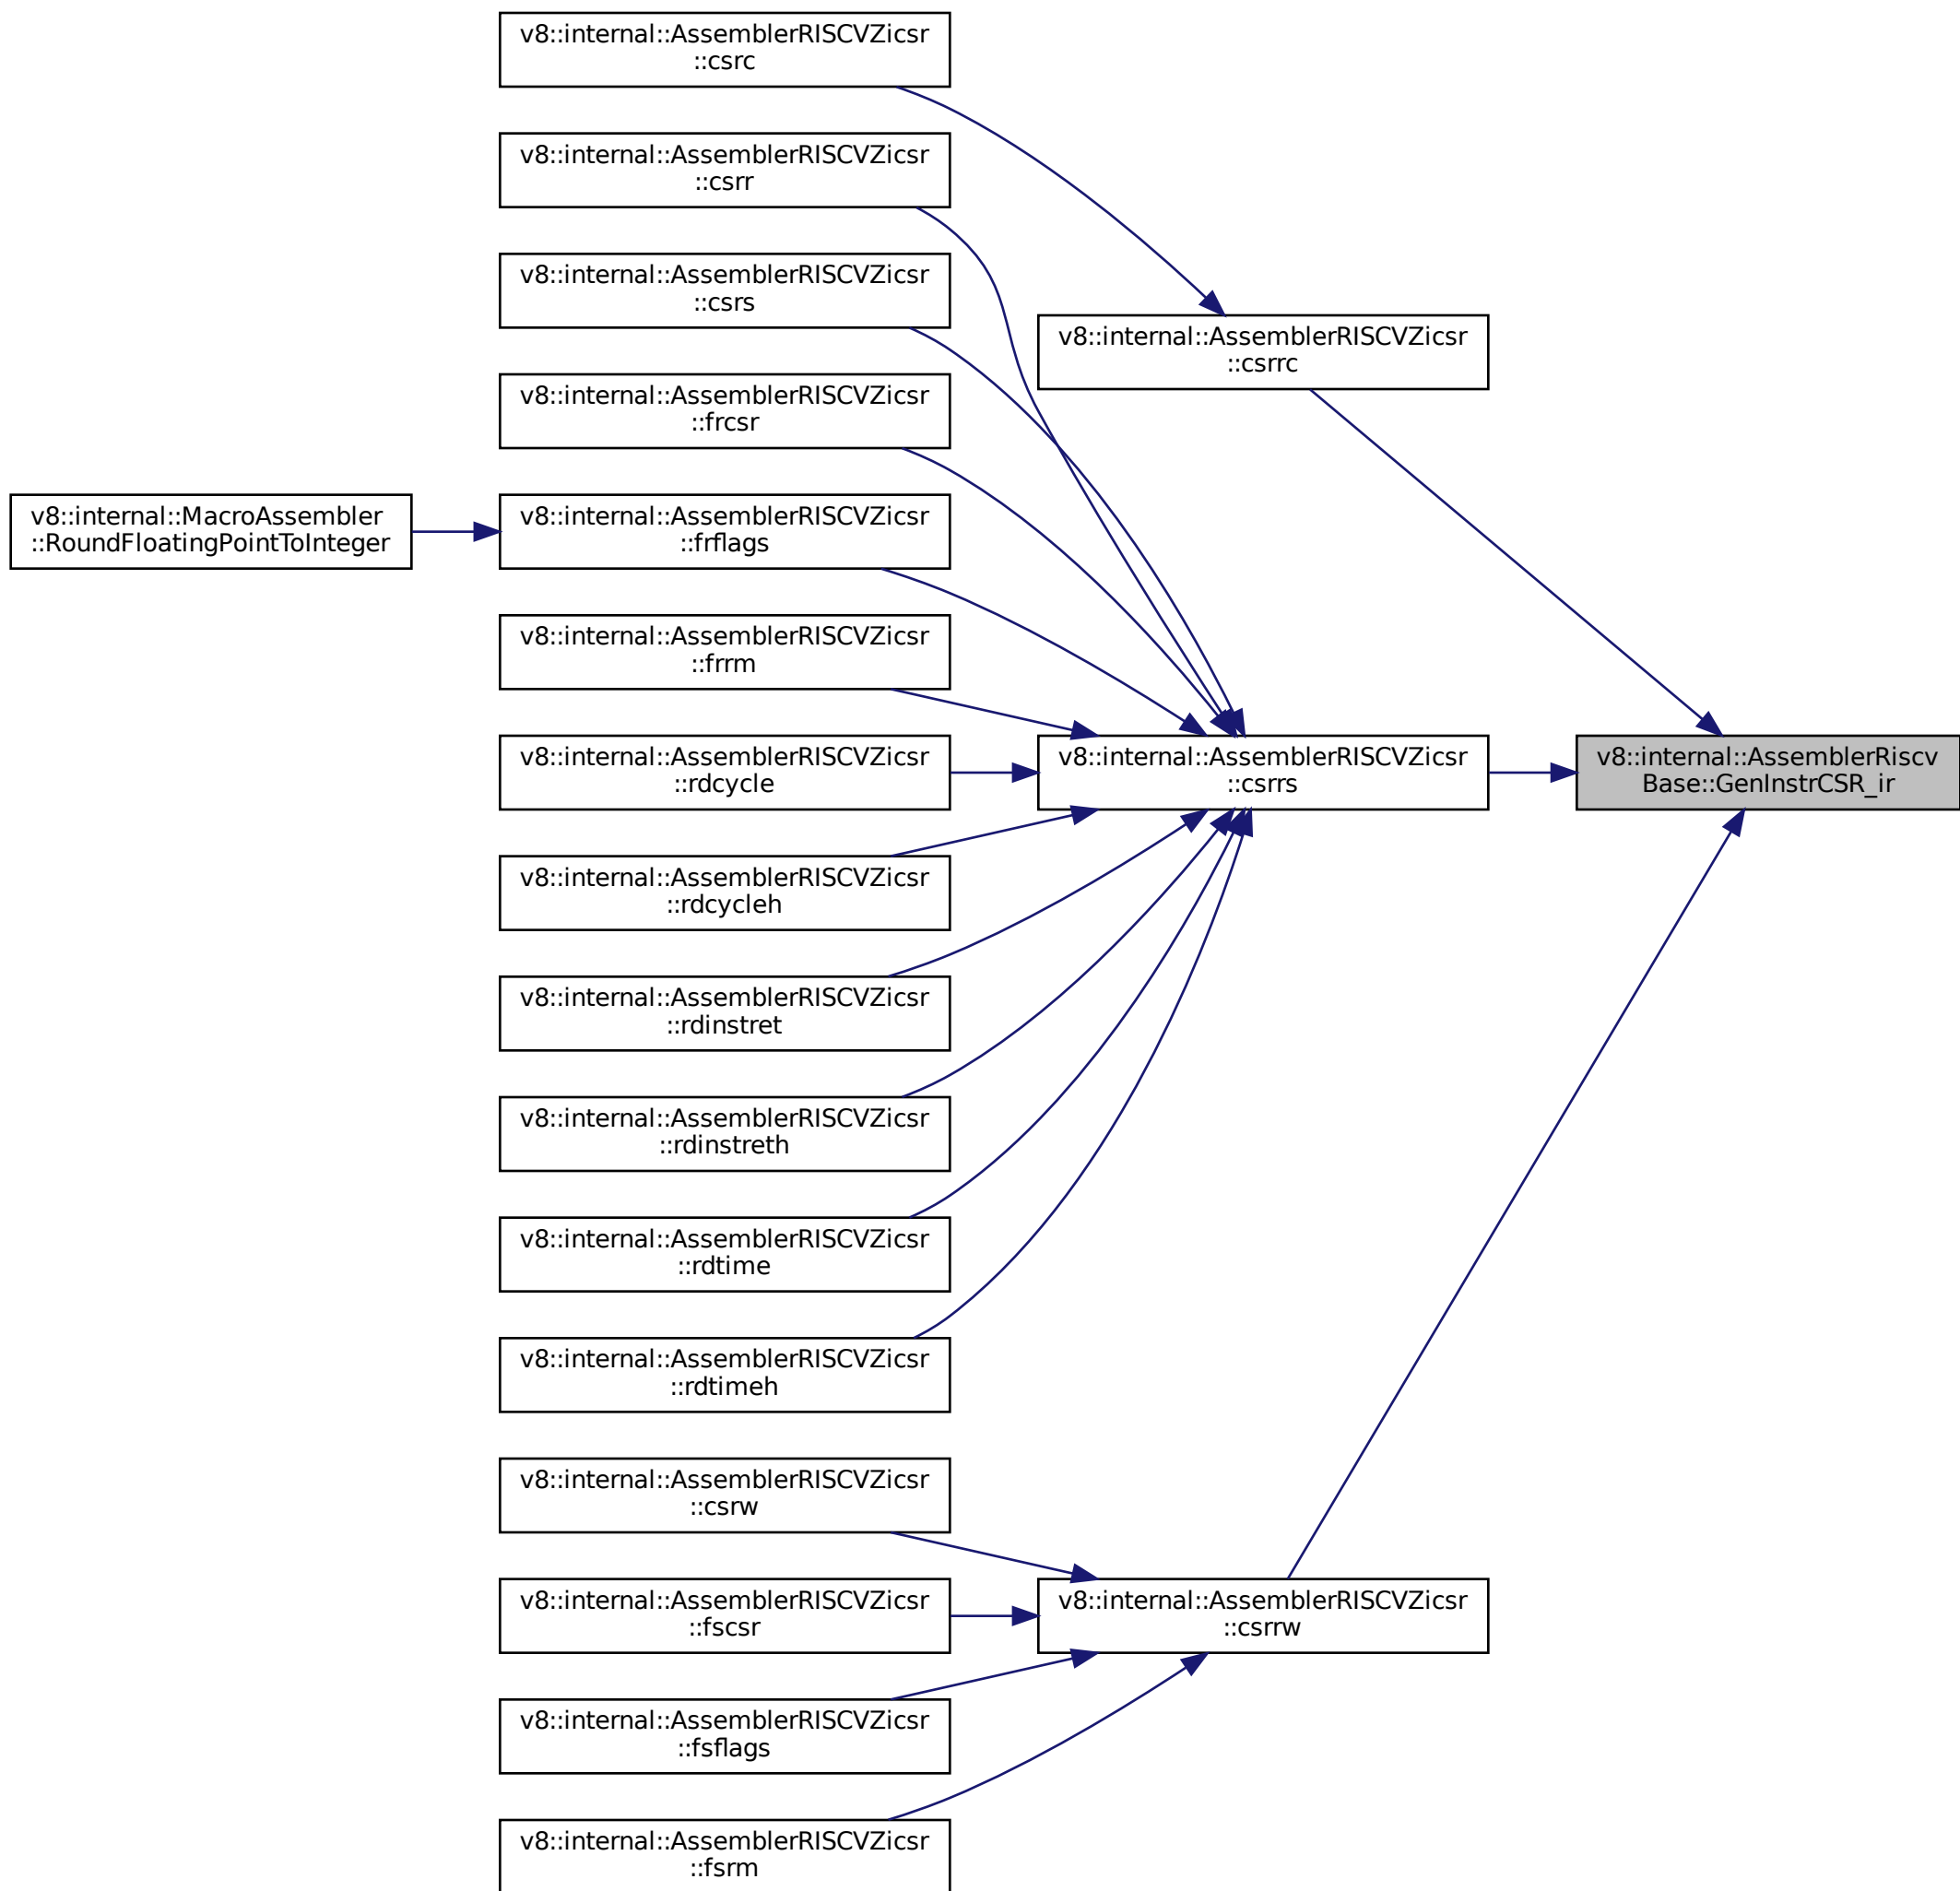 v8::internal::AssemblerRISCVZicsr
::csrc
v8::internal::AssemblerRISCVZicsr
::csrr
v8::internal::AssemblerRISCVZicsr
::csrs
v8::internal::AssemblerRISCVZicsr
::frcsr
v8::internal::MacroAssembler
::RoundFloatingPointToInteger
v8::internal::AssemblerRISCVZicsr
::frflags
v8::internal::AssemblerRISCVZicsr
::frrm
v8::internal::AssemblerRISCVZicsr
::rdcycle
v8::internal::AssemblerRISCVZicsr
::rdcycleh
v8::internal::AssemblerRISCVZicsr
::rdinstret
v8::internal::AssemblerRISCVZicsr
::rdinstreth
v8::internal::AssemblerRISCVZicsr
::rdtime
v8::internal::AssemblerRISCVZicsr
::rdtimeh
v8::internal::AssemblerRISCVZicsr
::csrw
v8::internal::AssemblerRISCVZicsr
::fscsr
v8::internal::AssemblerRISCVZicsr
::fsflags
v8::internal::AssemblerRISCVZicsr
::fsrm
v8::internal::AssemblerRISCVZicsr
::csrrc
v8::internal::AssemblerRISCVZicsr
::csrrs
v8::internal::AssemblerRISCVZicsr
::csrrw
v8::internal::AssemblerRiscv
Base::GenInstrCSR_ir